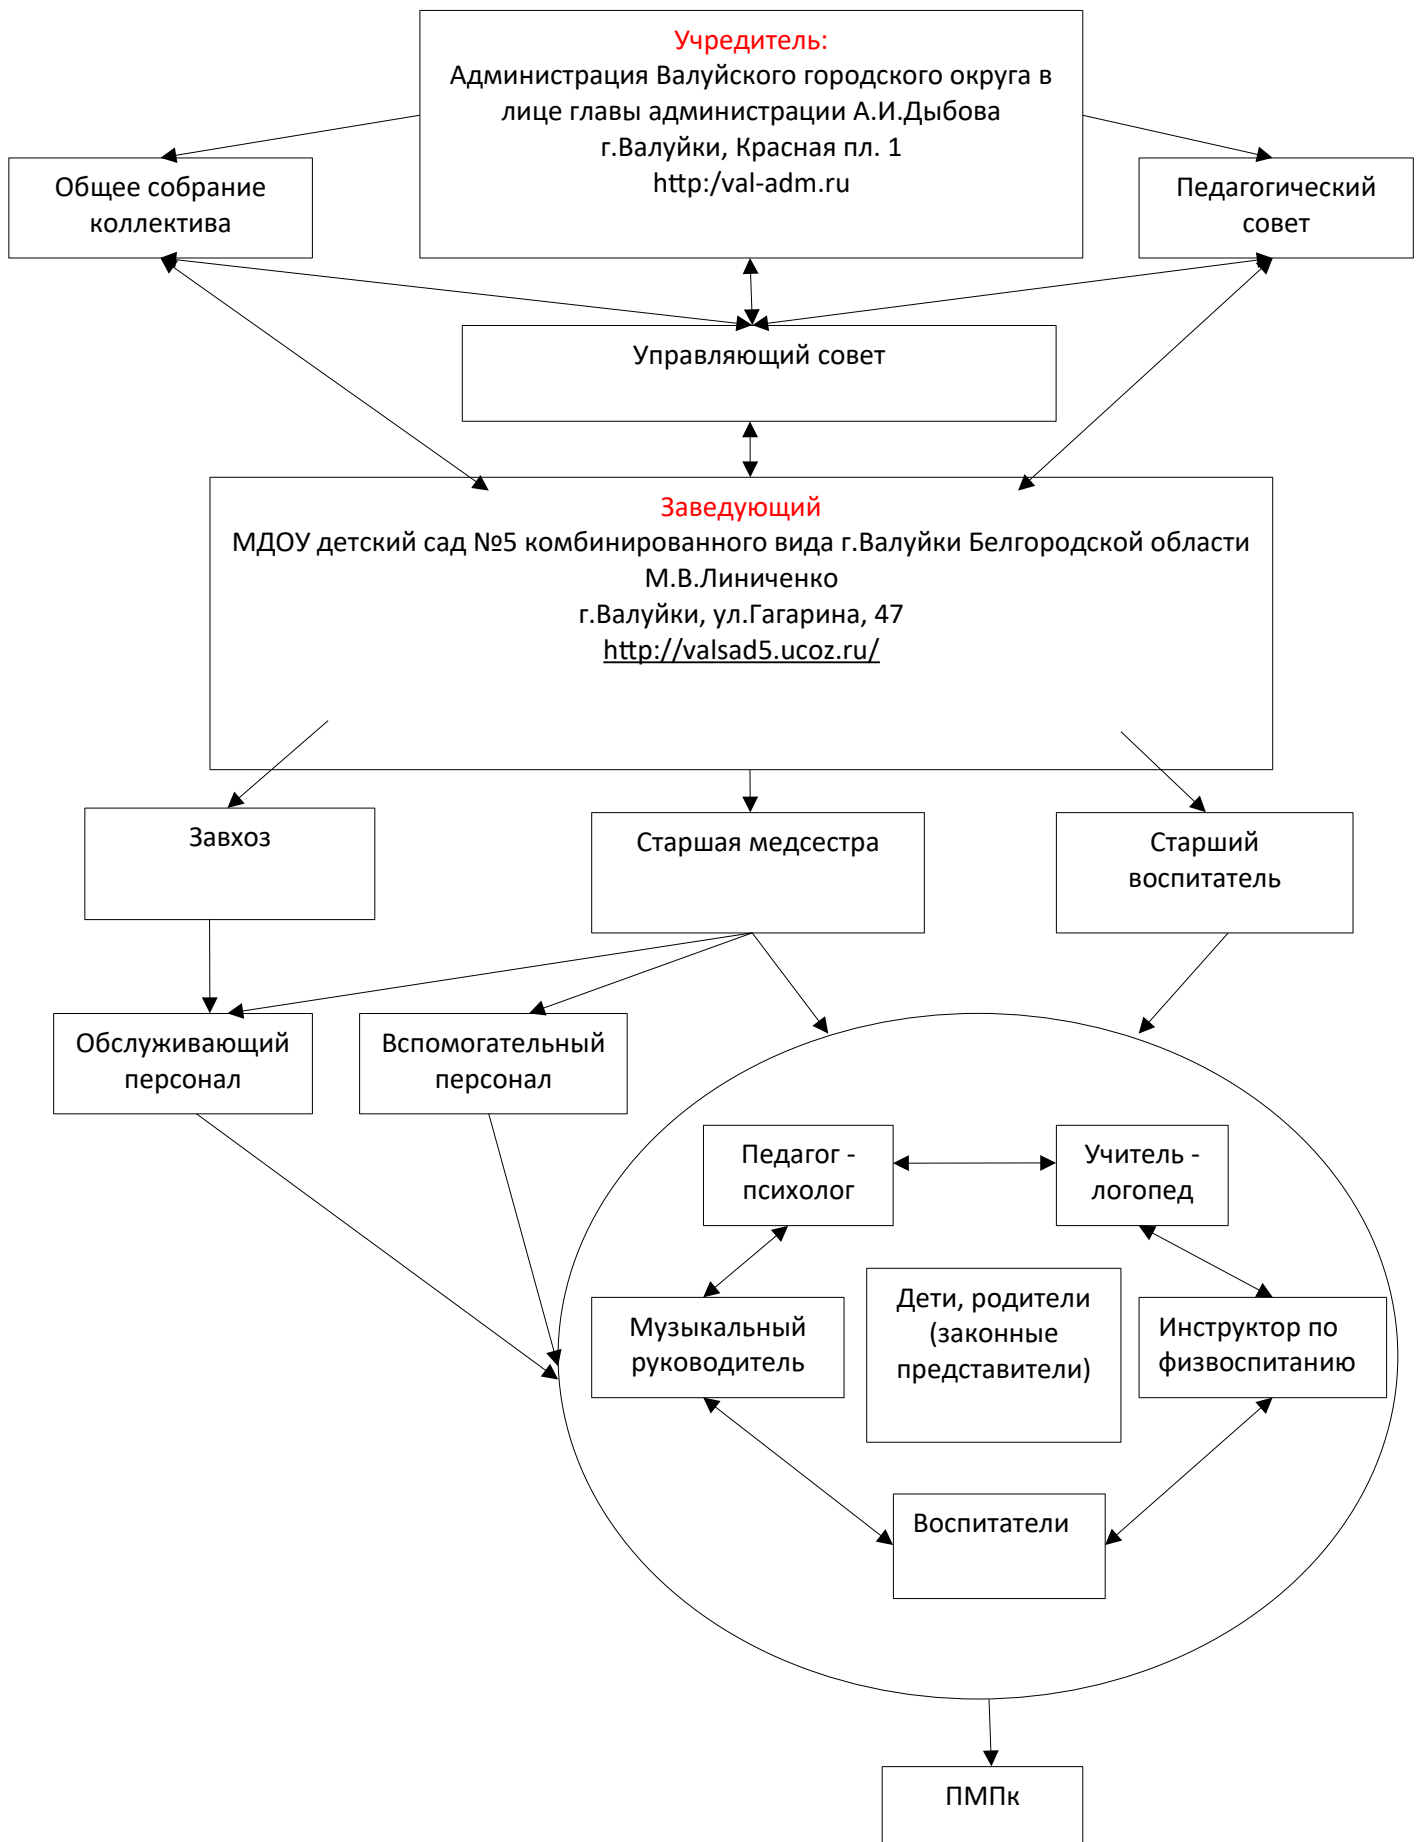 Учредитель:
Администрация Валуйского городского округа в
лице главы администрации А.И.Дыбова
г.Валуйки, Красная пл. 1
http:/val-adm.ru
Общее собрание
коллектива
Педагогический
совет
Управляющий совет
Заведующий
МДОУ детский сад №5 комбинированного вида г.Валуйки Белгородской области
М.В.Линиченко
г.Валуйки, ул.Гагарина, 47
http://valsad5.ucoz.ru/
Завхоз
Старшая медсестра
Старший
воспитатель
Обслуживающий
персонал
Вспомогательный
персонал
Педагог -
психолог
Учитель -
логопед
Музыкальный
руководитель
Дети, родители
(законные
представители)
Инструктор по
физвоспитанию
Воспитатели
ПМПк